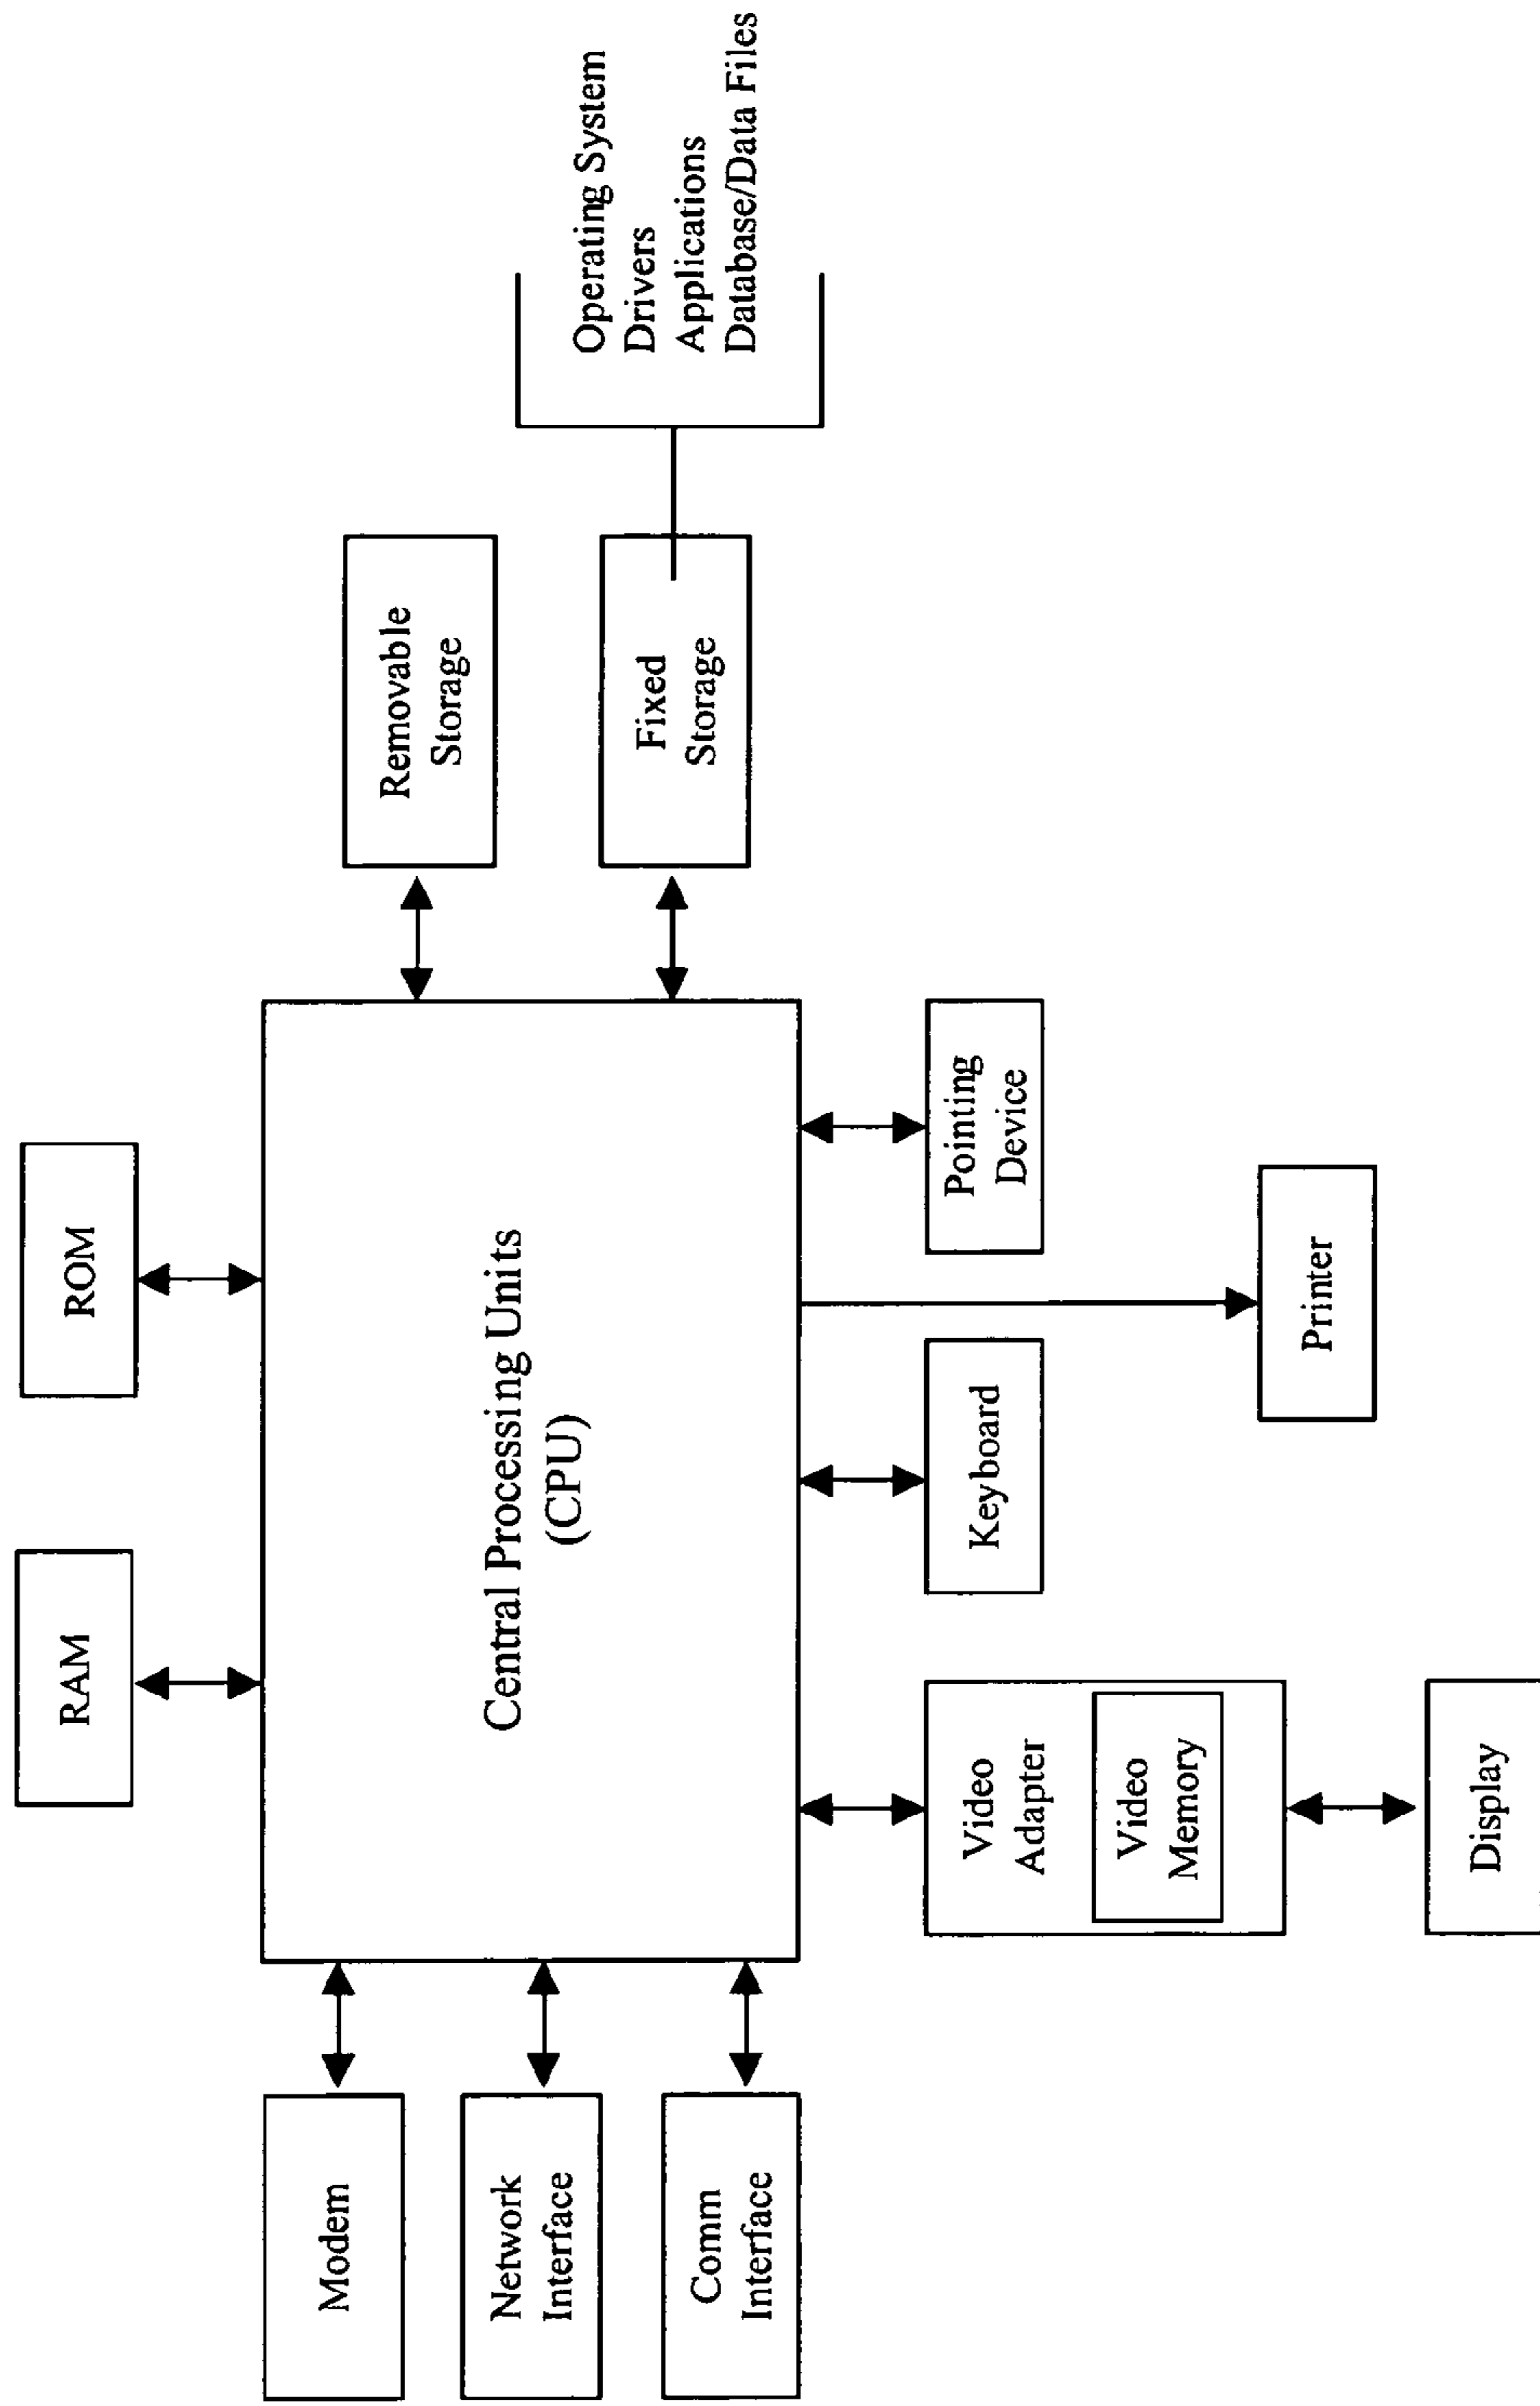 RAM
ROM
Modem
Network
Interface
Comm
Interface
Central Processing Units
(CPU)
Removable
Storage
Fixed
Storage
Operating System
Drivers
Applications
Database/Data Files
Video
Adapter
Video
Memory
Keyboard
Pointing
Device
Display
Printer